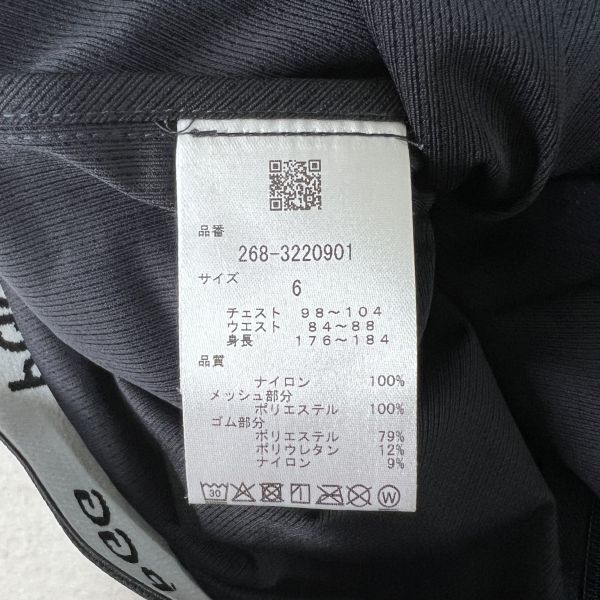 品番
268-3220901
サイズ
6
チェスト 98～104
ウエスト 84～88
身長 176～184
品質
ナイロン 100%
メッシュ部分
ポリエステル 100%
ゴム部分
ポリエステル 79%
ポリウレタン 12%
ナイロン 9%
30 W